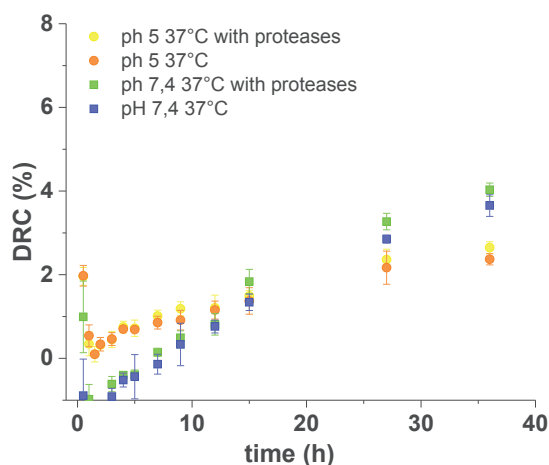 8
6
4
2
0
DRC (%)
ph 5 37°C with proteases
ph 5 37°C
ph 7,4 37°C with proteases
pH 7,4 37°C
0 10 20 30 40
time (h)